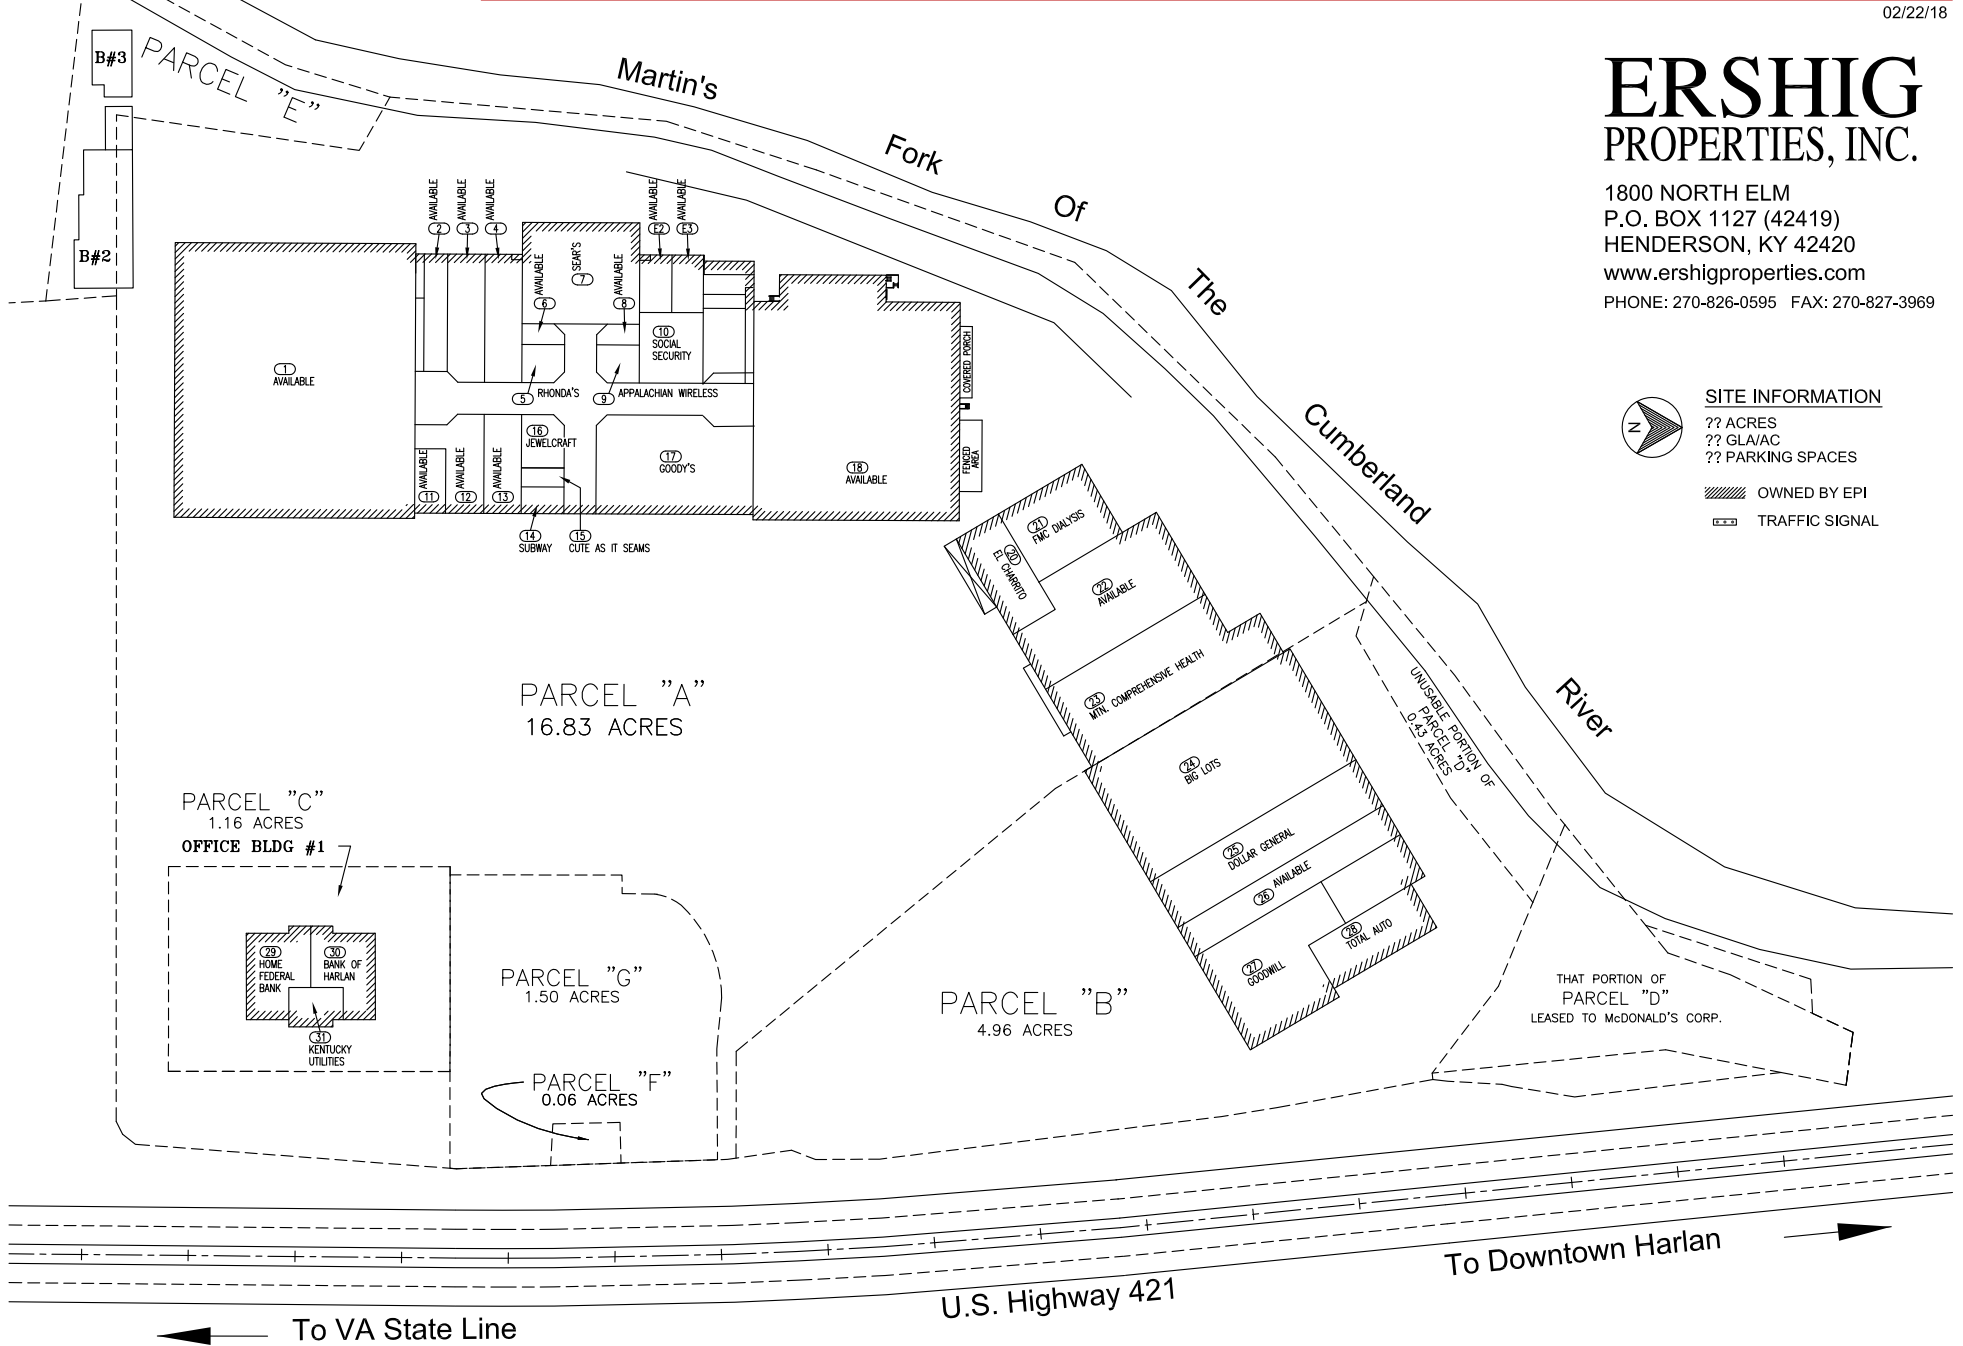 02/22/18
ERSHIG
PROPERTIES, INC.
1800 NORTH ELM
P.O. BOX 1127 (42419)
HENDERSON, KY 42420
www.ershigproperties.com
PHONE: 270-826-0595 FAX: 270-827-3969
N
SITE INFORMATION
?? ACRES
?? GLA/AC
?? PARKING SPACES
OWNED BY EPI
TRAFFIC SIGNAL
Martin's
Fork
Of
The
Cumberland
River
B#3
PARCEL "E"
B#2
AVAILABLE
2
AVAILABLE
3
AVAILABLE
4
AVAILABLE
6
SEAR'S
7
AVAILABLE
8
AVAILABLE
E2
AVAILABLE
E3
1
AVAILABLE
10
SOCIAL
SECURITY
5
RHONDA'S
9
APPALACHIAN WIRELESS
COVERED PORCH
FENCED
AREA
AVAILABLE
11
AVAILABLE
12
AVAILABLE
13
16
JEWELCRAFT
17
GOODY'S
18
AVAILABLE
14
SUBWAY
15
CUTE AS IT SEAMS
20
EL CHARRITO
21
FMC DIALYSIS
22
AVAILABLE
23
MTN. COMPREHENSIVE HEALTH
24
BIG LOTS
25
DOLLAR GENERAL
26
AVAILABLE
27
GOODWILL
28
TOTAL AUTO
UNUSABLE PORTION OF
PARCEL "D"
0.43 ACRES
PARCEL "A"
16.83 ACRES
PARCEL "C"
1.16 ACRES
OFFICE BLDG #1
29
HOME
FEDERAL
BANK
30
BANK OF
HARLAN
31
KENTUCKY
UTILITIES
PARCEL "G"
1.50 ACRES
PARCEL "F"
0.06 ACRES
PARCEL "B"
4.96 ACRES
THAT PORTION OF
PARCEL "D"
LEASED TO McDONALD'S CORP.
To Downtown Harlan
U.S. Highway 421
To VA State Line